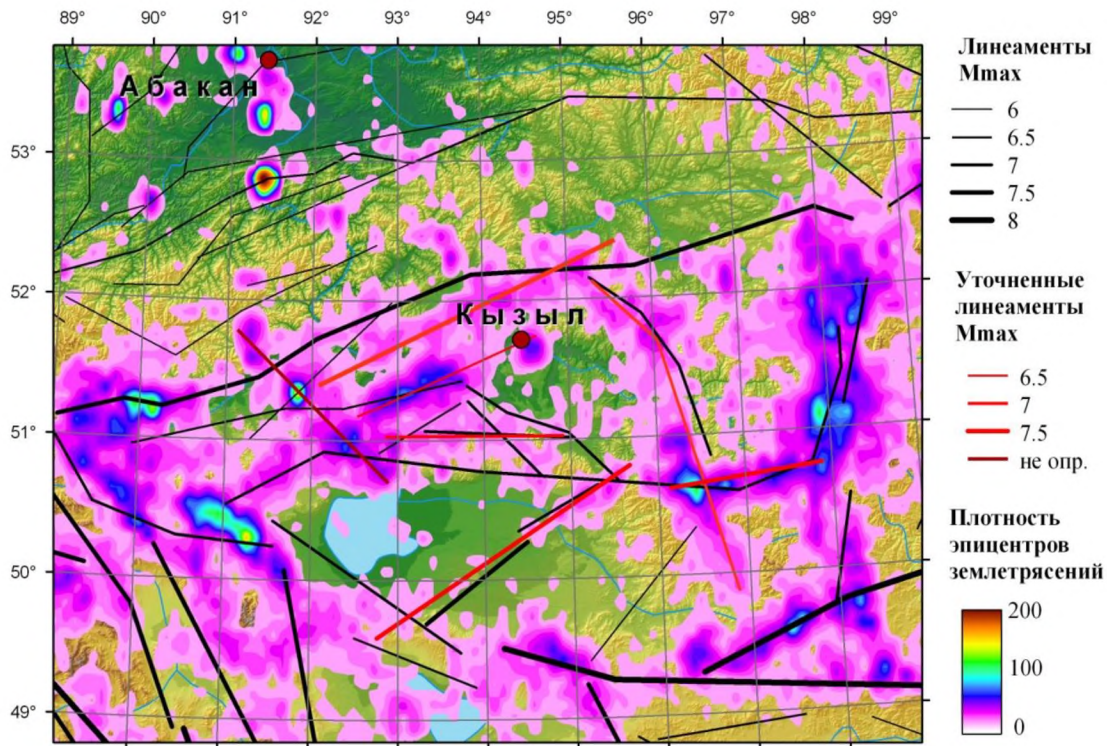 89° 90° 91° 92° 93° 94° 95° 96° 97° 98° 99°
Абакан
53°
52°
Кызыл
51°
50°
49°
Линеаменты
Mmax
6
6.5
7
7.5
8
Уточненные
линеаменты
Mmax
6.5
7
7.5
не опр.
Плотность
эпицентров
землетрясений
200
100
0